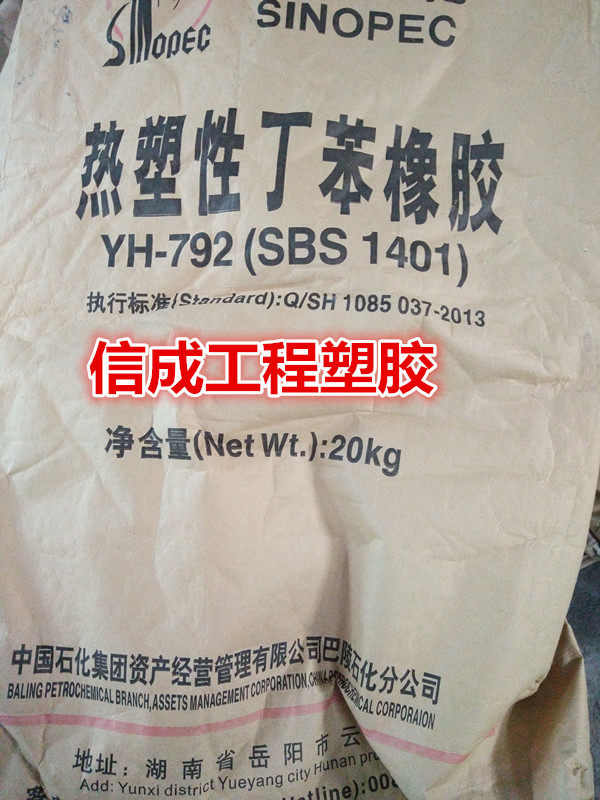 SINOPEC
SINOPEC
热塑性丁苯橡胶
YH-792 (SBS 1401)
执行标准(Standard):Q/SH 1085 037-2013
信成工程塑胶
净含量(Net Wt.):20kg
中国石化集团资产经营管理有限公司巴陵石化分公司
BALING PETROCHEMICAL BRANCH,ASSETS MANAGEMENT CORPORATION,CHINA PETROCHEMICAL CORPORAION
地址：湖南省岳阳市云
Add: Yunxi district Yueyang city Hunan pro